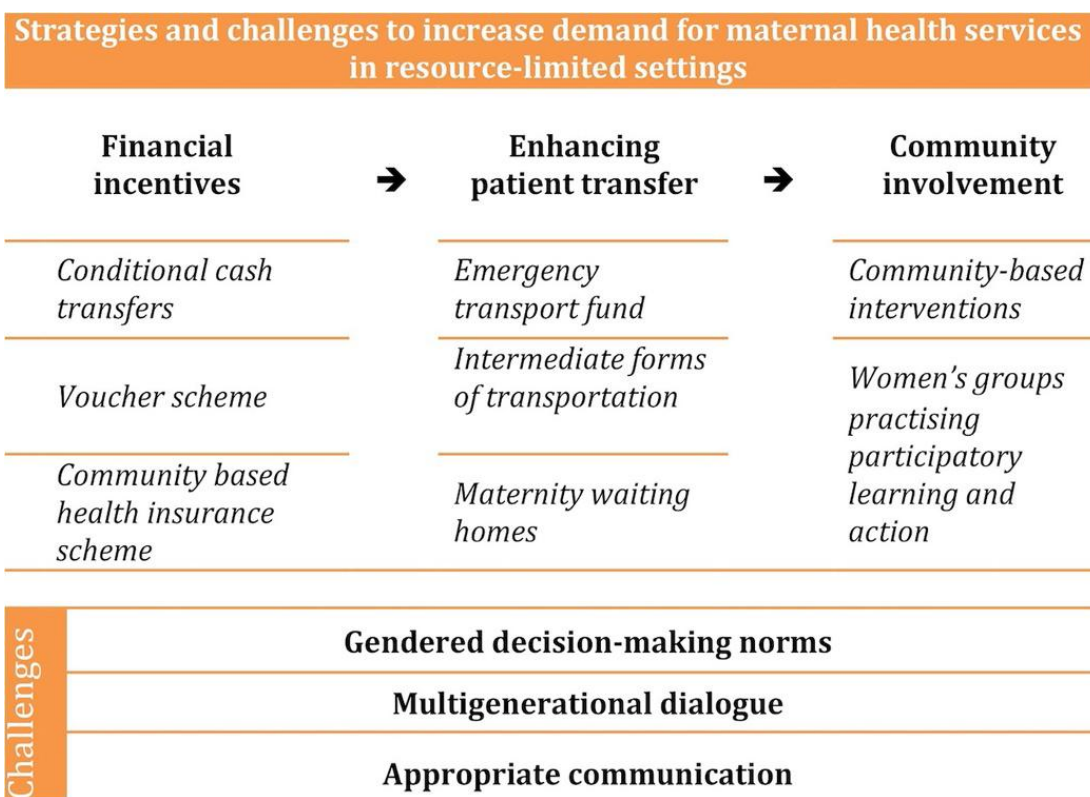 Strategies and challenges to increase demand for maternal health services
in resource-limited settings
Financial
incentives
➔
Enhancing
patient transfer
➔
Community
involvement
Conditional cash
transfers
Emergency
transport fund
Community-based
interventions
Voucher scheme
Intermediate forms
of transportation
Women’s groups
practising
participatory
learning and
action
Community based
health insurance
scheme
Maternity waiting
homes
Challenges
Gendered decision-making norms
Multigenerational dialogue
Appropriate communication